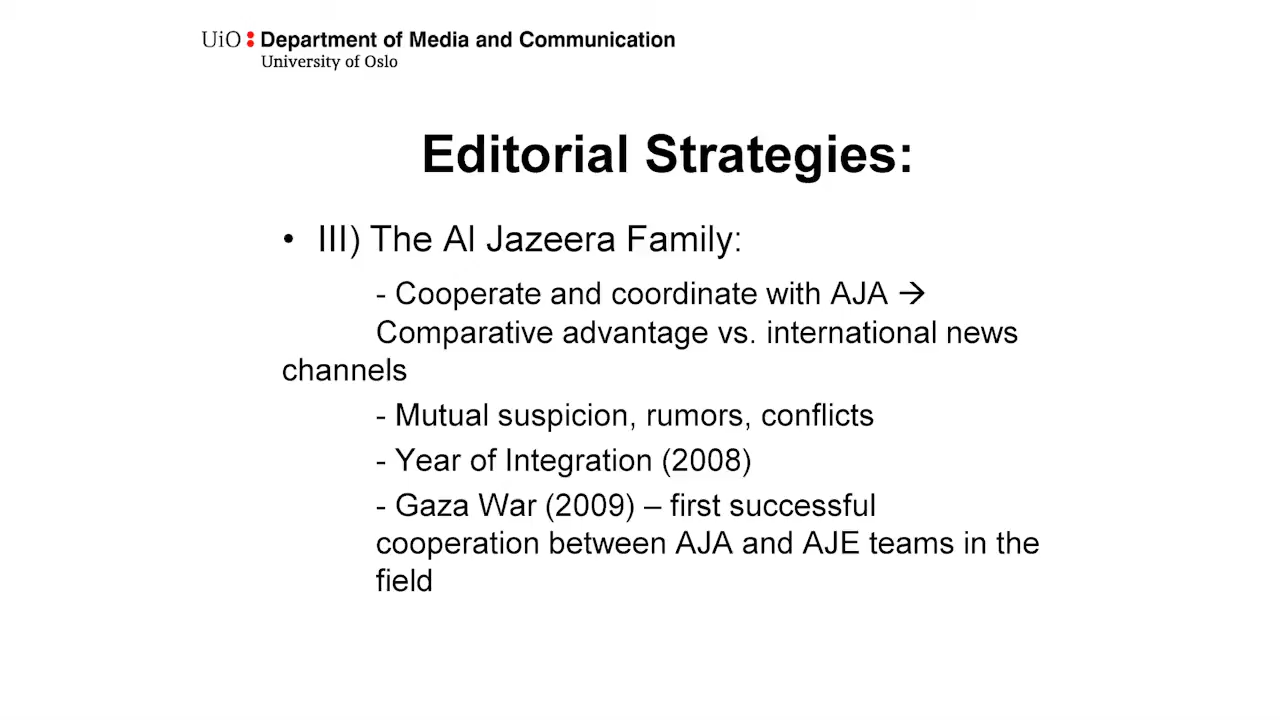 UiO : Department of Media and Communication
University of Oslo
Editorial Strategies:
• III) The Al Jazeera Family:
- Cooperate and coordinate with AJA →
Comparative advantage vs. international news
channels
- Mutual suspicion, rumors, conflicts
- Year of Integration (2008)
- Gaza War (2009) – first successful
cooperation between AJA and AJE teams in the
field